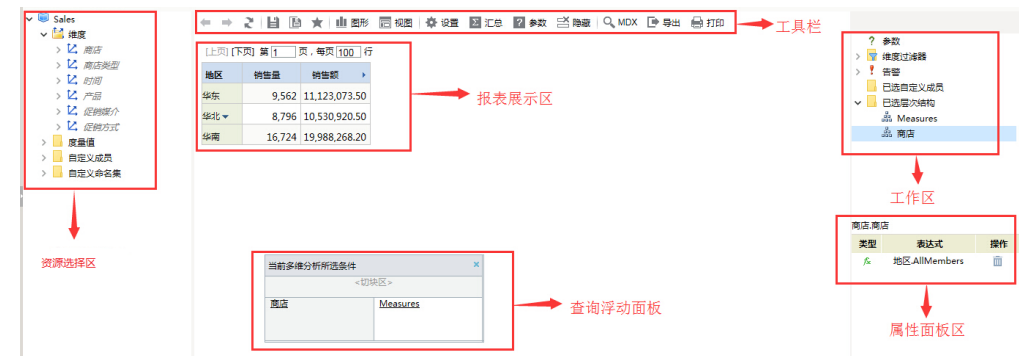 Sales
维度
商店
商店类型
时间
产品
促销媒介
促销方式
度量值
自定义成员
自定义命名集
资源选择区
图形 视图 设置 汇总 参数 隐藏 MDX 导出 打印
工具栏
[上页] [下页] 第 1 页，每页 100 行
地区 销售量 销售额
华东 9,562 11,123,073.50
华北 8,796 10,530,920.50
华南 16,724 19,988,268.20
报表展示区
当前多维分析所选条件 ×
<切块区>
商店 Measures
查询浮动面板
参数
维度过滤器
告警
已选自定义成员
已选层次结构
Measures
商店
工作区
商店.商店
类型 表达式 操作
fx 地区.AllMembers
属性面板区